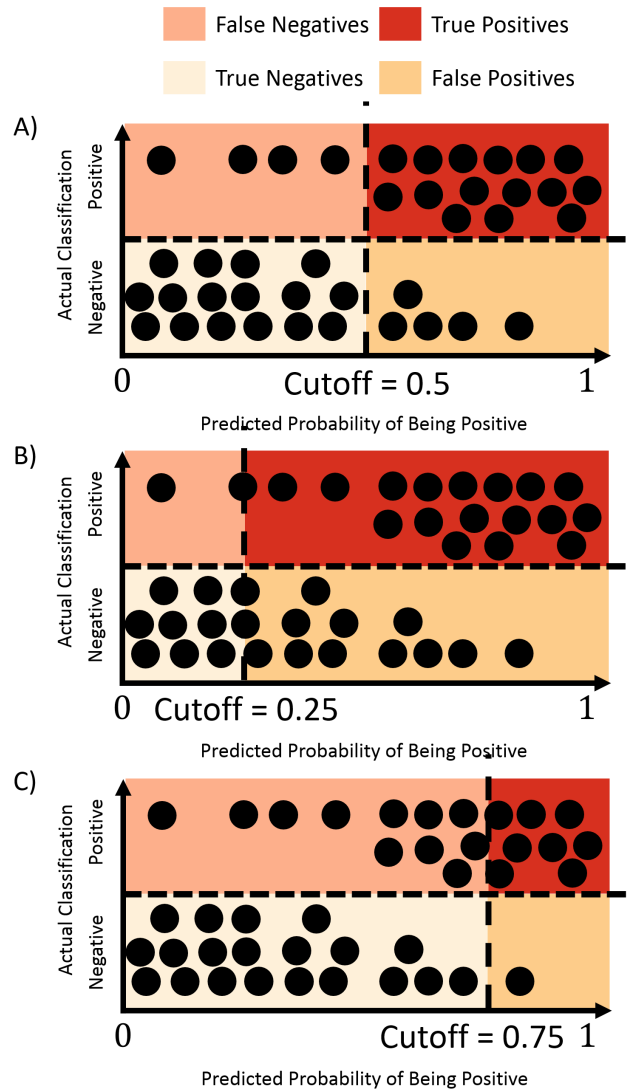 False Negatives True Positives
True Negatives False Positives
A)
Actual Classification
Positive
Negative
0 1
Cutoff = 0.5
Predicted Probability of Being Positive
B)
Actual Classification
Positive
Negative
0 1
Cutoff = 0.25
Predicted Probability of Being Positive
C)
Actual Classification
Positive
Negative
0 1
Cutoff = 0.75
Predicted Probability of Being Positive